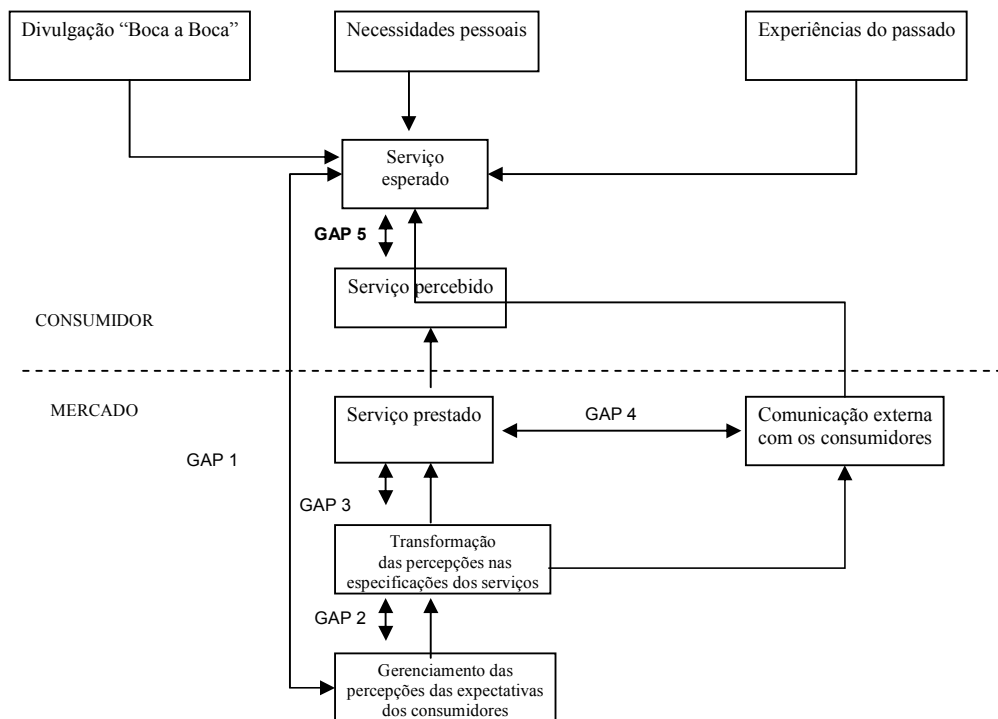 Divulgação “Boca a Boca”
Necessidades pessoais
Experiências do passado
Serviço
esperado
GAP 5
Serviço percebido
CONSUMIDOR
MERCADO
Serviço prestado
GAP 4
Comunicação externa
com os consumidores
GAP 1
GAP 3
Transformação
das percepções nas
especificações dos serviços
GAP 2
Gerenciamento das
percepções das expectativas
dos consumidores